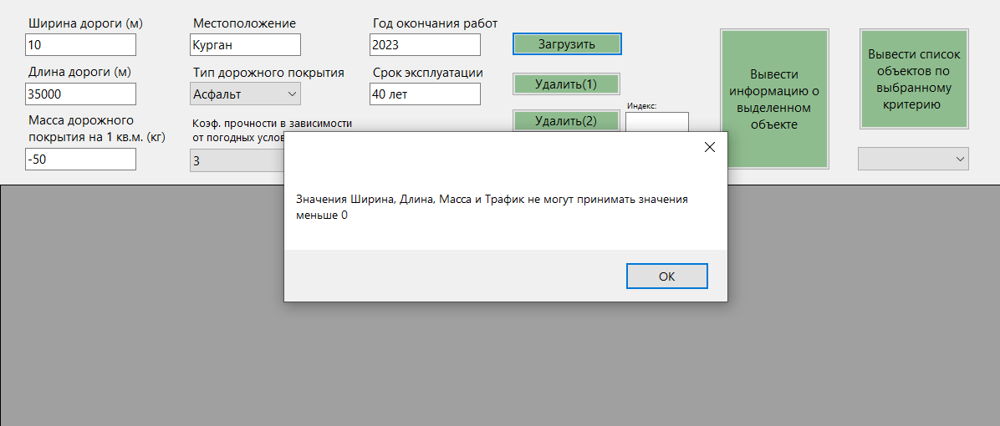 Ширина дороги (м)
10
Длина дороги (м)
35000
Масса дорожного
покрытия на 1 кв.м. (кг)
-50
Местоположение
Курган
Тип дорожного покрытия
Асфальт
Коэф. прочности в зависимости
от погодных усло
3
Год окончания работ
2023
Срок эксплуатации
40 лет
Загрузить
Удалить(1)
Удалить(2)
Индекс:
Вывести
информацию о
выделенном
объекте
Вывести список
объектов по
выбранному
критерию
Значения Ширина, Длина, Масса и Трафик не могут принимать значения
меньше 0
OK